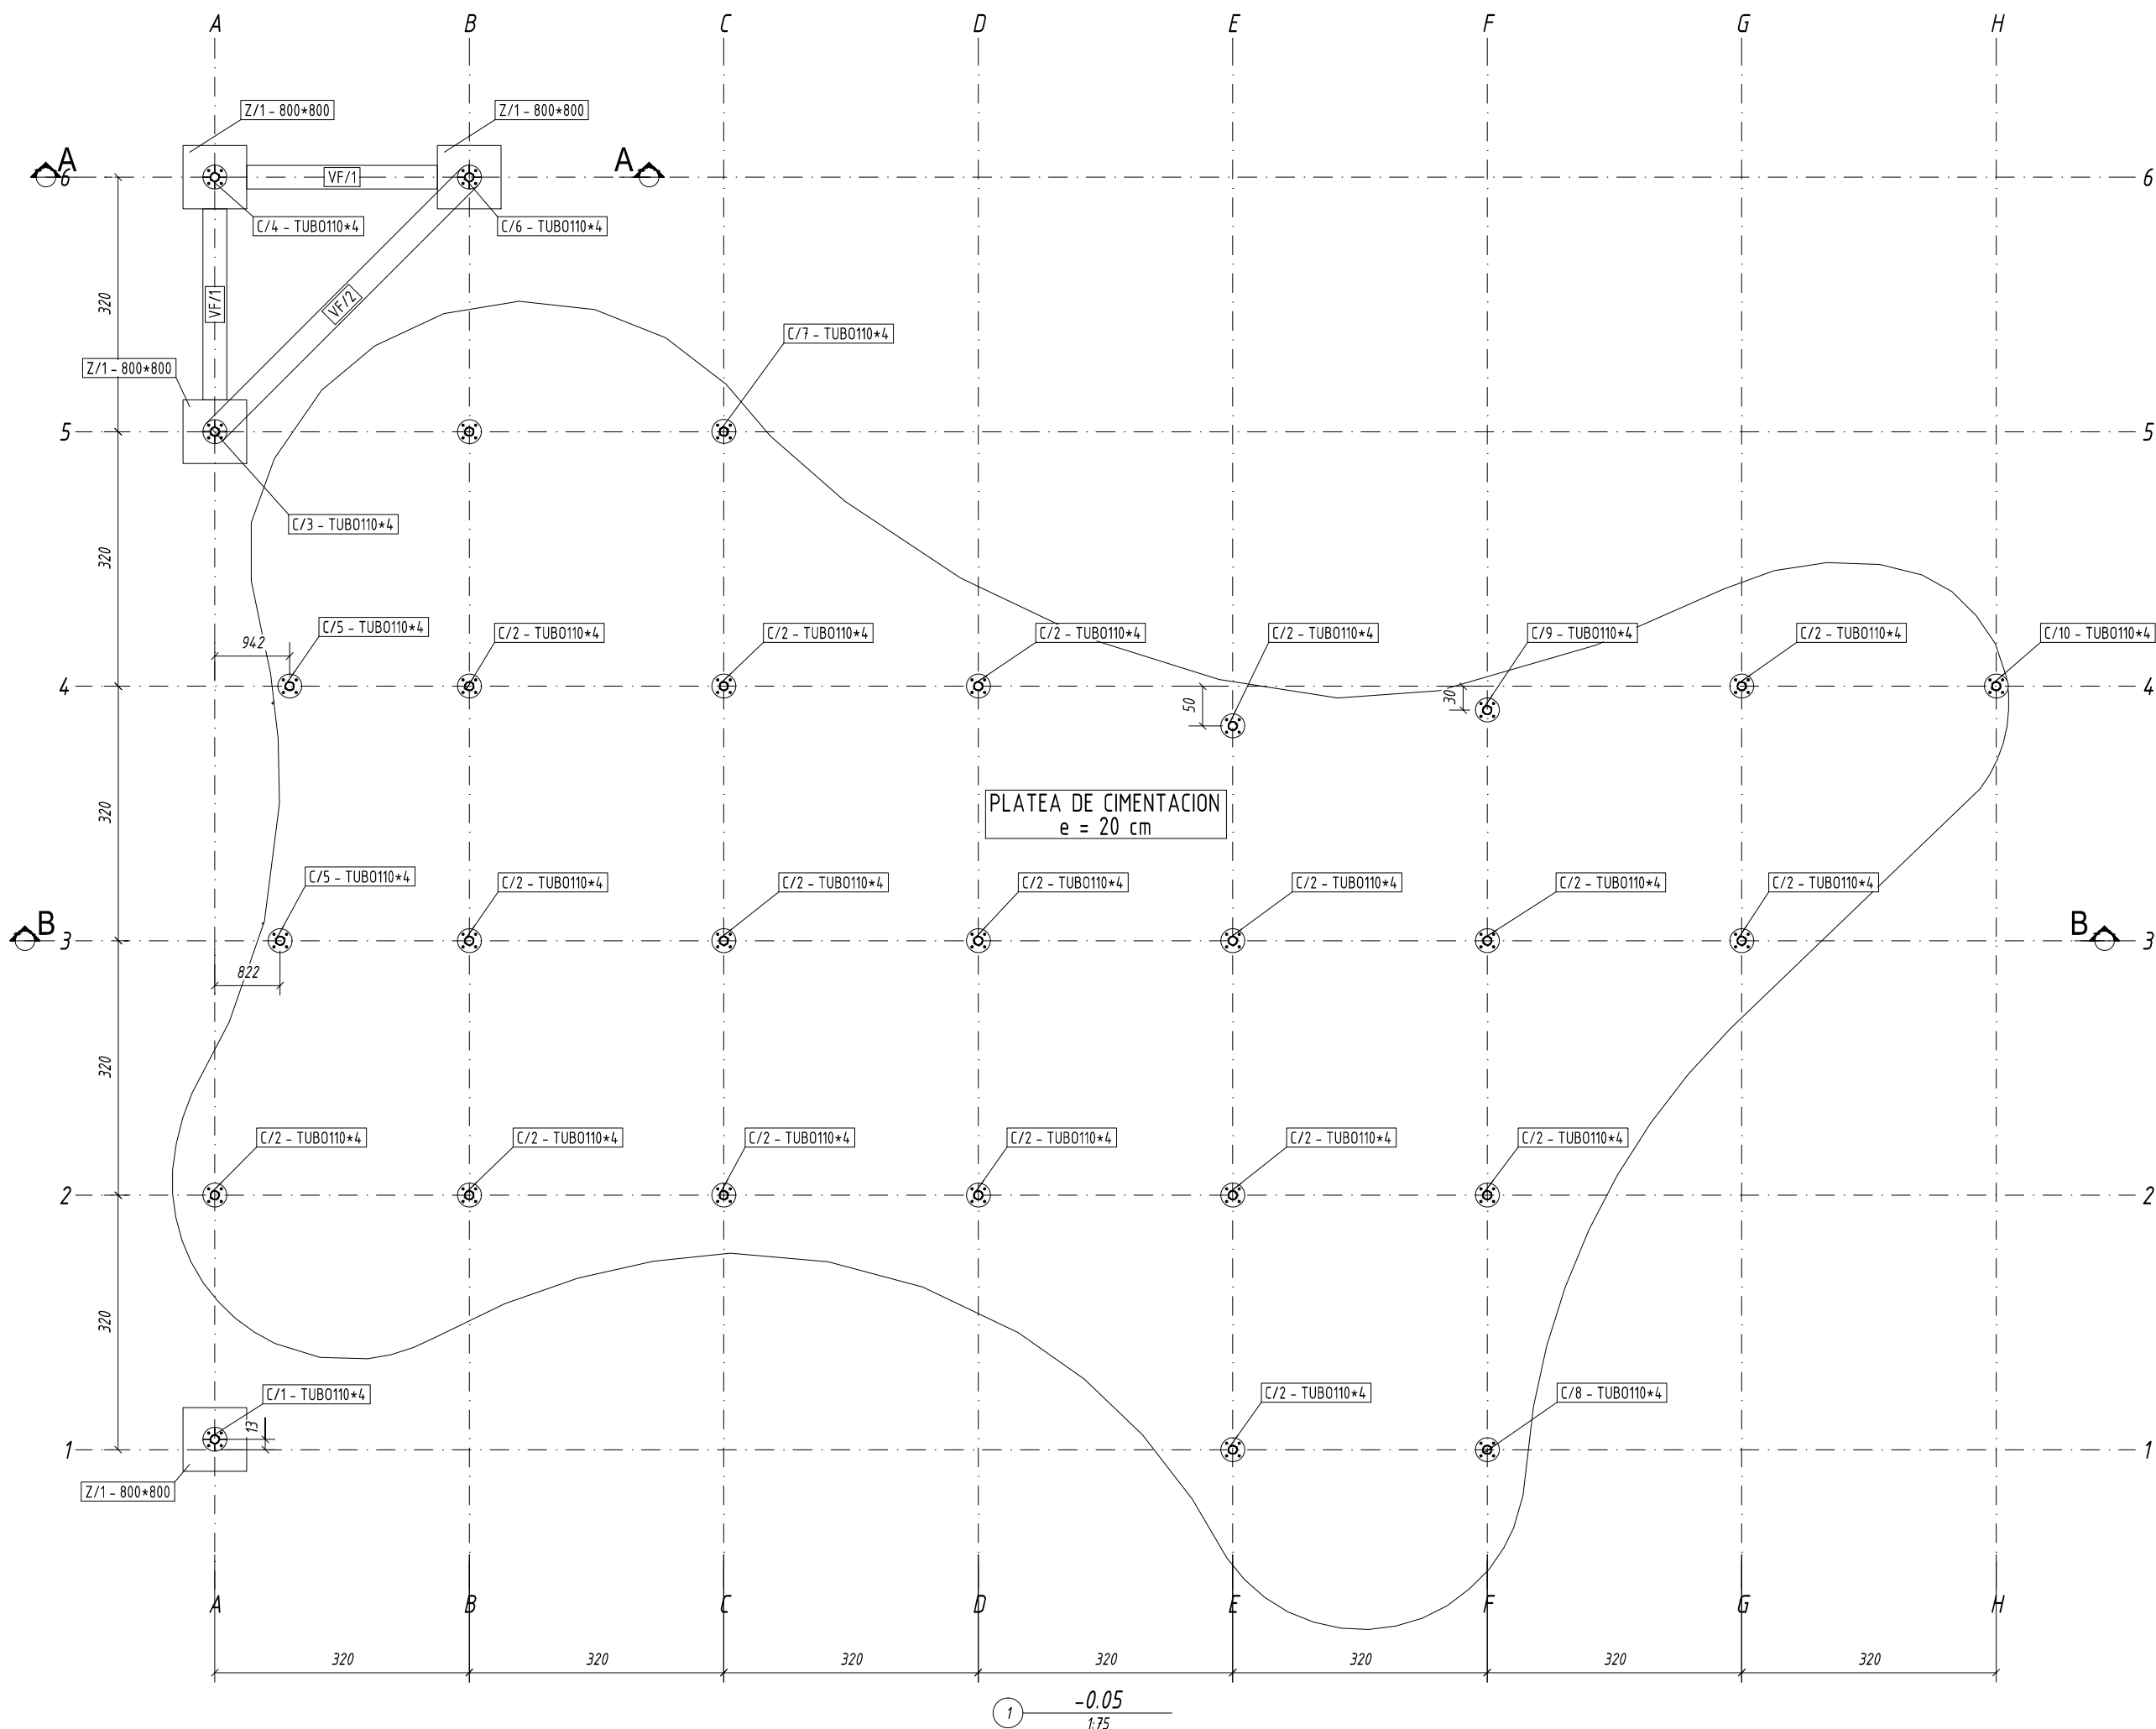 A B C D E F G H
Z/1 - 800*800 Z/1 - 800*800
A A
6 VF/1 6
C/4 - TUBO110*4 C/6 - TUBO110*4
320 VF/1 VF/2
C/7 - TUBO110*4
Z/1 - 800*800
5 5
C/3 - TUBO110*4
320
942 C/5 - TUBO110*4 C/2 - TUBO110*4 C/2 - TUBO110*4 C/2 - TUBO110*4 C/2 - TUBO110*4 C/9 - TUBO110*4 C/2 - TUBO110*4 C/10 - TUBO110*4
4 4
50 30
320
PLATEA DE CIMENTACION
e = 20 cm
C/5 - TUBO110*4 C/2 - TUBO110*4 C/2 - TUBO110*4 C/2 - TUBO110*4 C/2 - TUBO110*4 C/2 - TUBO110*4 C/2 - TUBO110*4
B B
3 3
822
320
C/2 - TUBO110*4 C/2 - TUBO110*4 C/2 - TUBO110*4 C/2 - TUBO110*4 C/2 - TUBO110*4 C/2 - TUBO110*4
2 2
320
C/1 - TUBO110*4 C/2 - TUBO110*4 C/8 - TUBO110*4
13
1 1
Z/1 - 800*800
A B C D E F G H
320 320 320 320 320 320 320
1 -0.05
1:75